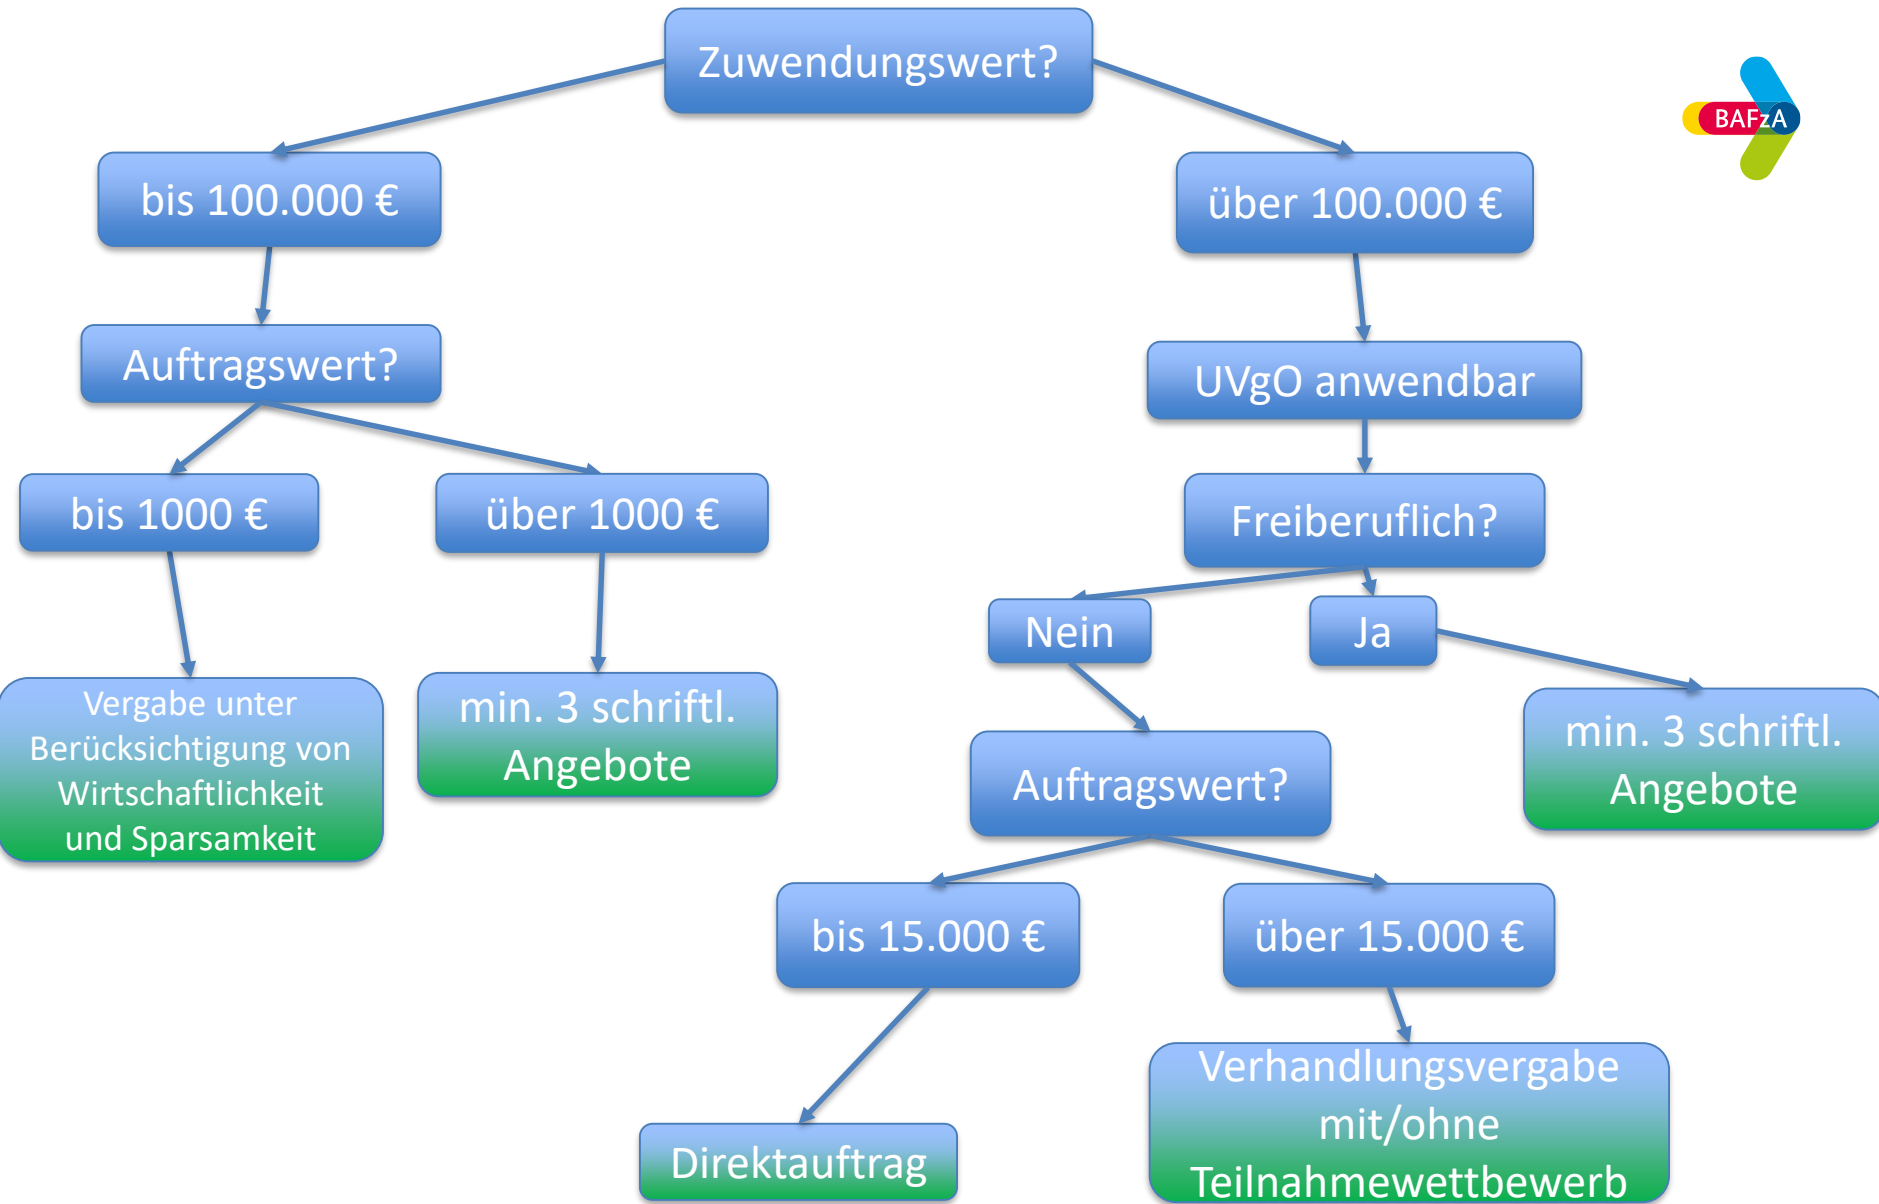 Zuwendungswert?
BAFzA
bis 100.000 €
über 100.000 €
Auftragswert?
UVgO anwendbar
bis 1000 €
über 1000 €
Freiberuflich?
Nein
Ja
Vergabe unter
Berücksichtigung von
Wirtschaftlichkeit
und Sparsamkeit
min. 3 schriftl.
Angebote
min. 3 schriftl.
Angebote
Auftragswert?
bis 15.000 €
über 15.000 €
Direktauftrag
Verhandlungsvergabe
mit/ohne
Teilnahmewettbewerb